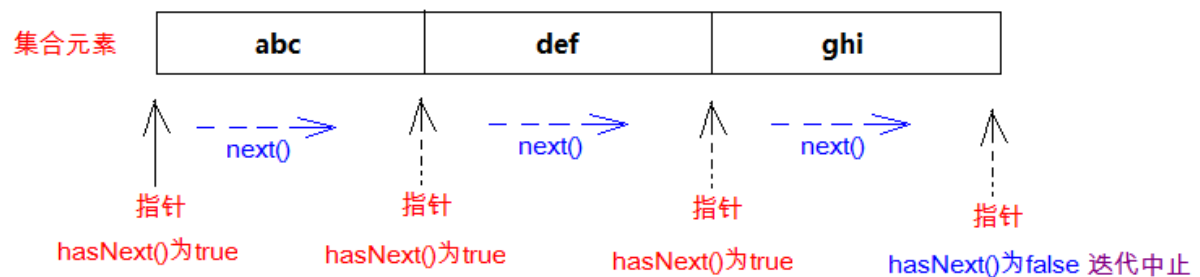 集合元素 abc def ghi
next() next() next()
指针 指针 指针 指针
hasNext()为true hasNext()为true hasNext()为true hasNext()为false 迭代中止